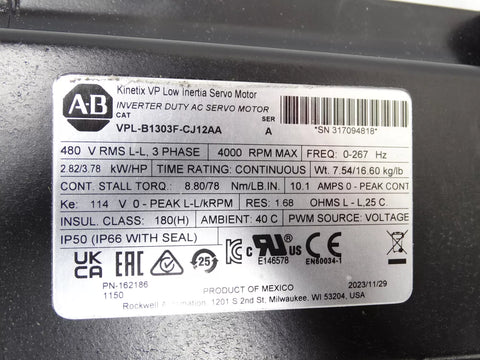 Kinetix VP Low Inertia Servo Motor
INVERTER DUTY AC SERVO MOTOR
A-B
CAT SER
VPL-B1303F-CJ12AA A *SN 317094818*
480 V RMS L-L, 3 PHASE 4000 RPM MAX FREQ: 0-267 Hz
2.82/3.78 kW/HP TIME RATING: CONTINUOUS Wt. 7.54/16.60 kg/lb
CONT. STALL TORQ.: 8.80/78 Nm/LB.IN. 10.1 AMPS 0-PEAK CONT
Ke: 114 V 0 - PEAK L-L/kRPM RES: 1.68 OHMS L-L,25 C.
INSUL. CLASS: 180(H) AMBIENT: 40 C PWM SOURCE: VOLTAGE
IP50 (IP66 WITH SEAL)
UK CA EAC 25 c RU US CE
E146578 EN60034-1
PN-162186
1150
PRODUCT OF MEXICO 2023/11/29
Rockwell Automation, 1201 S 2nd St, Milwaukee, WI 53204, USA